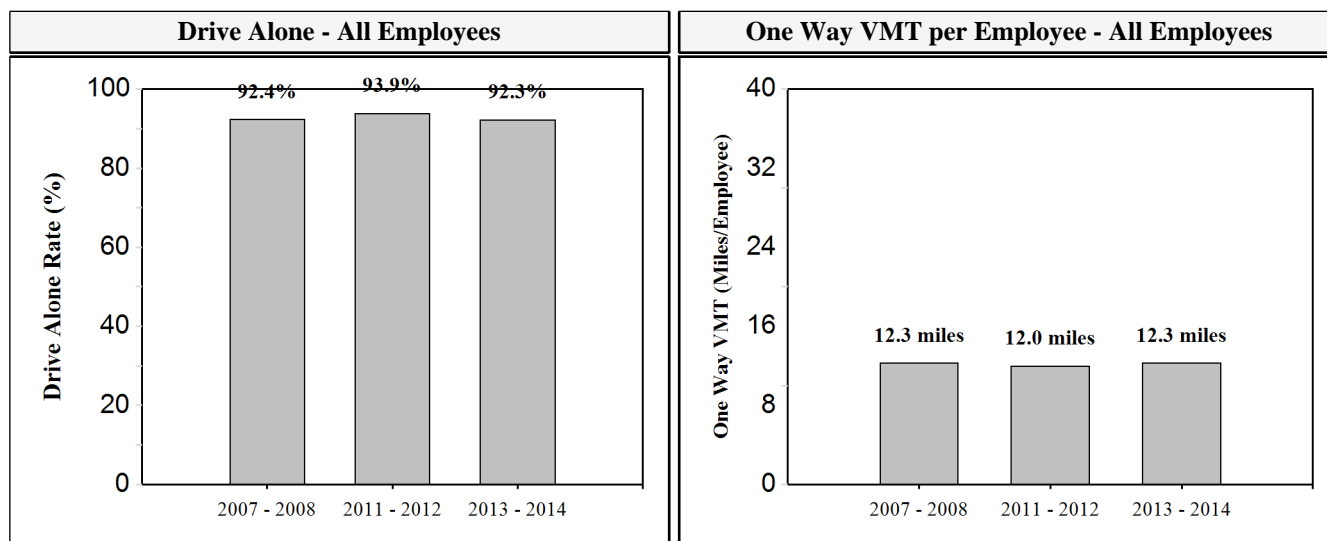 Drive Alone - All Employees
One Way VMT per Employee - All Employees
Drive Alone Rate (%)
100
80
60
40
20
0
92.4%
93.9%
92.3%
2007 - 2008
2011 - 2012
2013 - 2014
One Way VMT (Miles/Employee)
40
32
24
16
8
0
12.3 miles
12.0 miles
12.3 miles
2007 - 2008
2011 - 2012
2013 - 2014